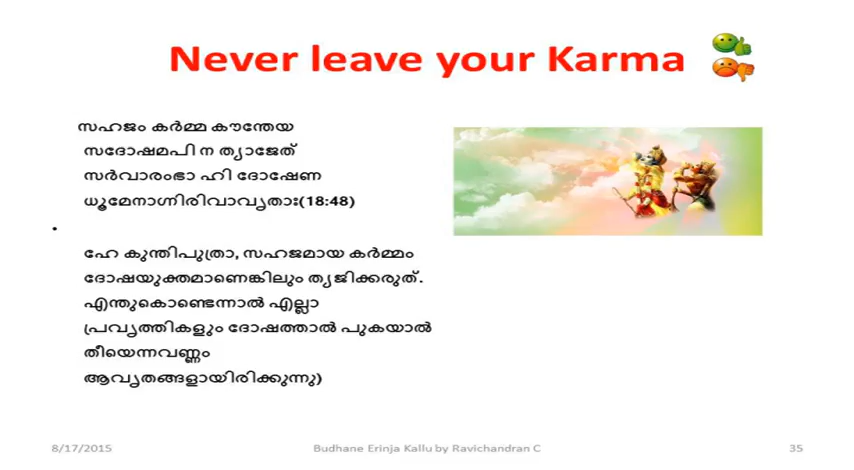 Never leave your Karma
സഹജം കർമ്മ കൗന്തേയ
സദോഷമപി ന ത്യാജേത്
സർവാരംഭാ ഹി ദോഷേണ
ധൂമേനാഗ്നിരിവാവൃതാഃ(18:48)
•
ഹേ കുന്തിപുത്രാ, സഹജമായ കർമ്മം
ദോഷയുക്തമാണെങ്കിലും ത്യജിക്കരുത്.
എന്തുകൊണ്ടെന്നാൽ എല്ലാ
പ്രവൃത്തികളും ദോഷത്താൽ പുകയാൽ
തീയെന്നവണ്ണം
ആവൃതങ്ങളായിരിക്കുന്നു)
8/17/2015
Budhane Erinja Kallu by Ravichandran C
35